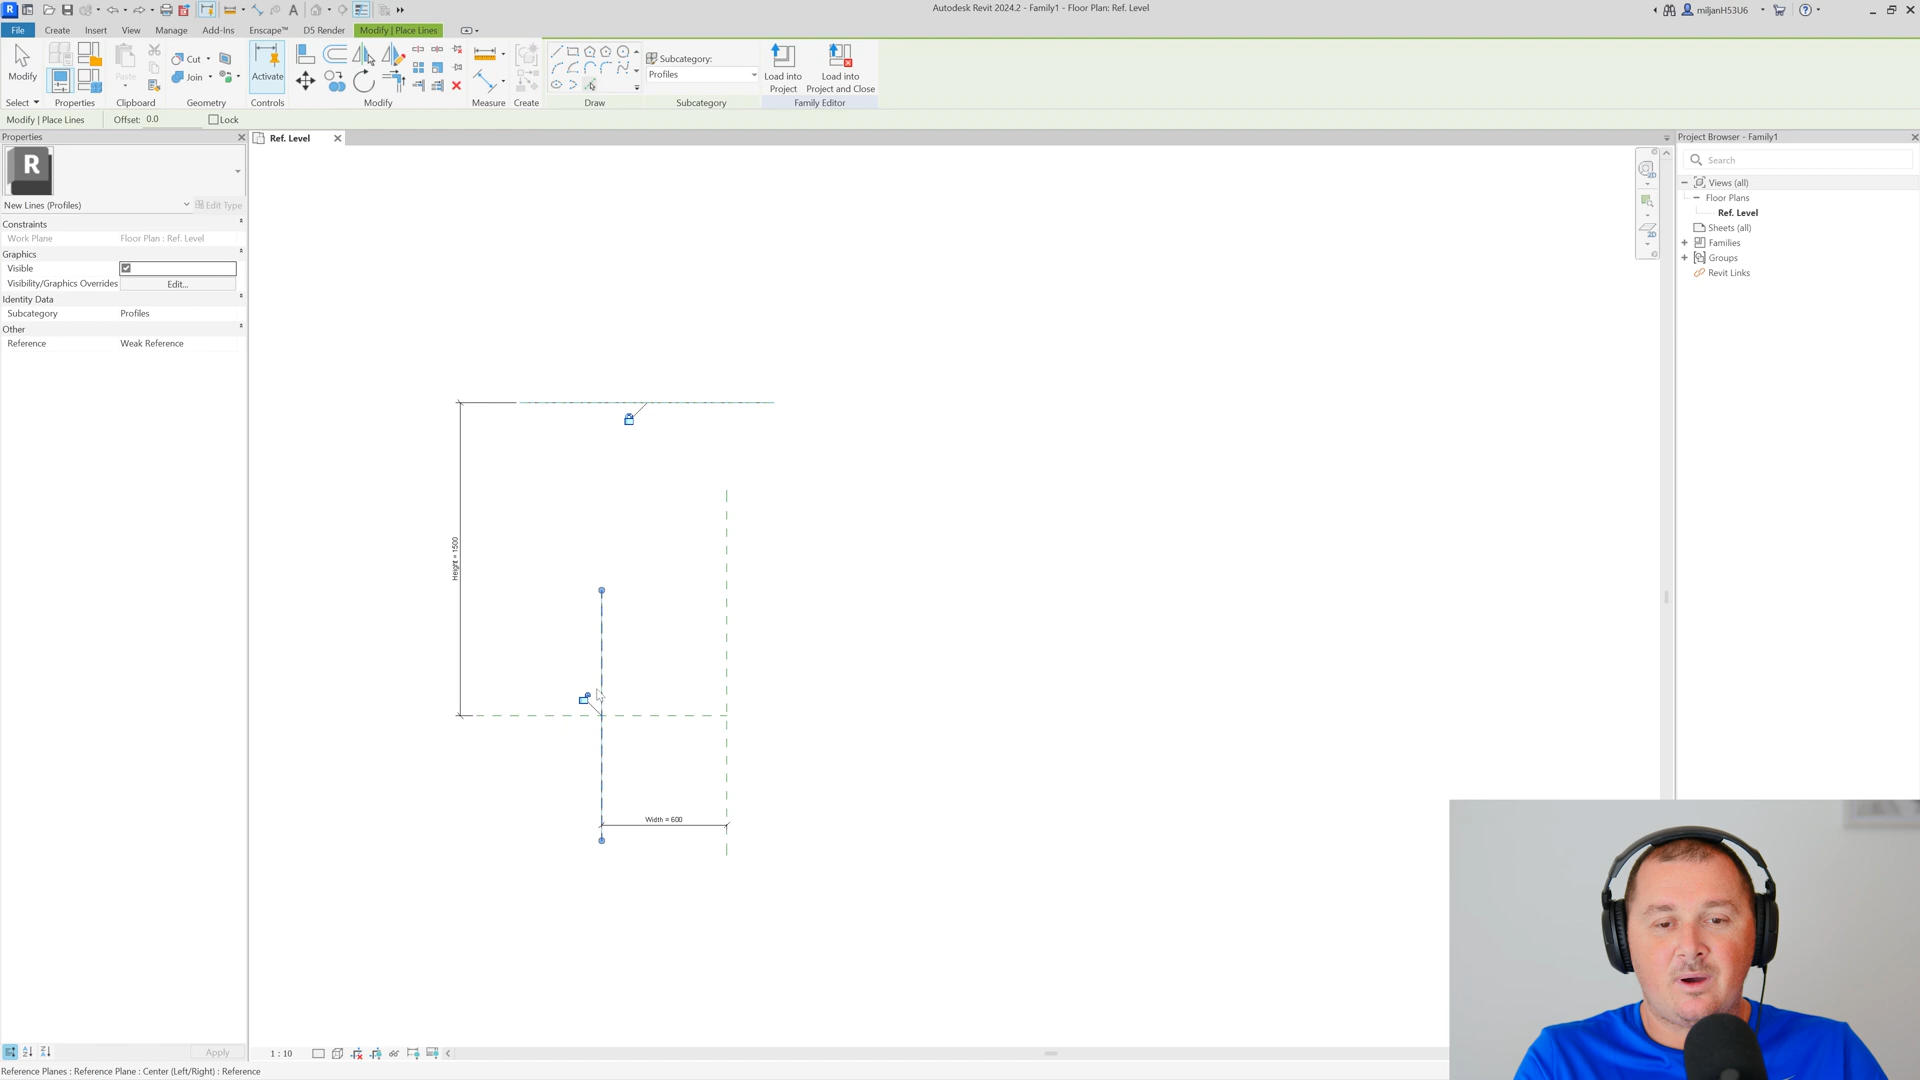 Autodesk Revit 2024.2 - Family1 - Floor Plan: Ref. Level
miljanH53U6
File Create Insert View Manage Add-Ins Enscape™ D5 Render Modify | Place Lines
Modify
Paste
Cut
Join
Activate
Subcategory:
Profiles
Load into
Project
Load into
Project and Close
Select Properties Clipboard Geometry Controls Modify Measure Create Draw Subcategory Family Editor
Modify | Place Lines Offset: 0.0 Lock
Properties
R
New Lines (Profiles) Edit Type
Constraints
Work Plane Floor Plan : Ref. Level
Graphics
Visible
Visibility/Graphics Overrides Edit...
Identity Data
Subcategory Profiles
Other
Reference Weak Reference
Apply
Ref. Level
Height = 1500
Width = 600
2D
2D
Project Browser - Family1
Search
Views (all)
Floor Plans
Ref. Level
Sheets (all)
Families
Groups
Revit Links
1 : 10
Reference Planes : Reference Plane : Center (Left/Right) : Reference